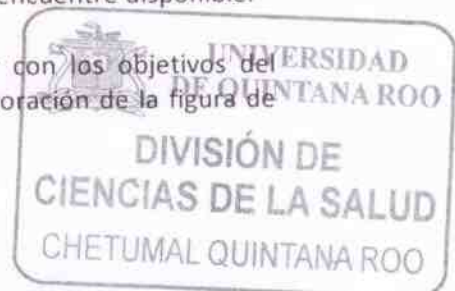 encuentre disponible.
con los objetivos del
oración de la figura de
UNIVERSIDAD
DE QUINTANA ROO
DIVISIÓN DE
CIENCIAS DE LA SALUD
CHETUMAL QUINTANA ROO